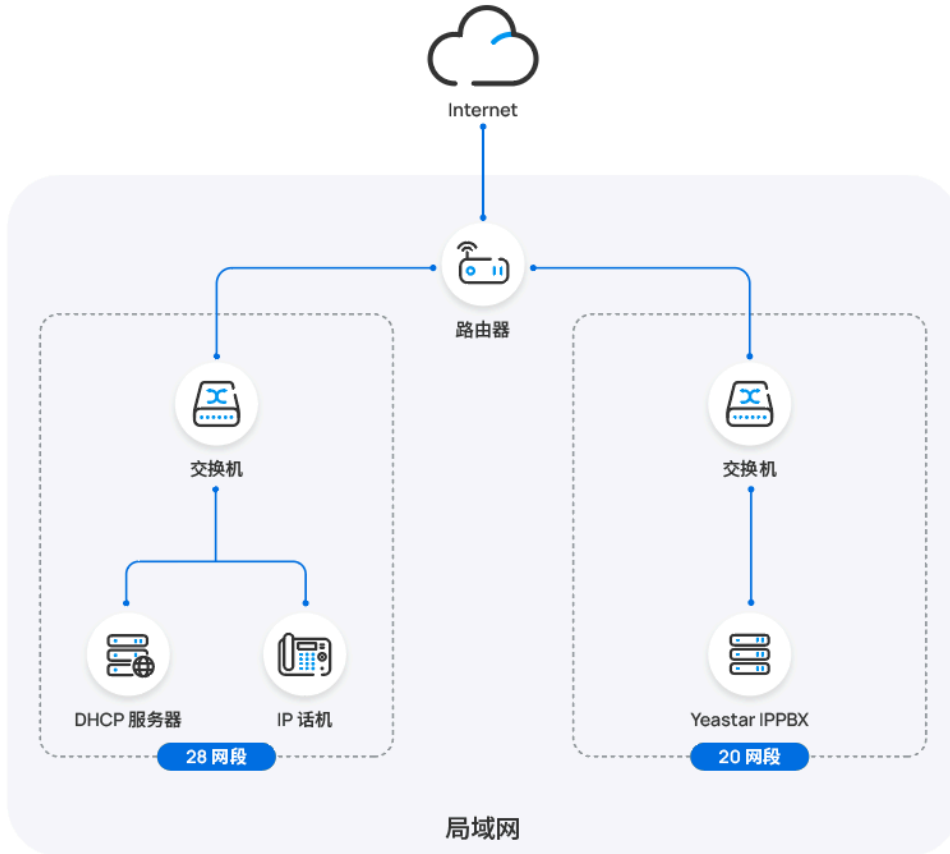 Internet
路由器
交换机
交换机
DHCP 服务器
IP 话机
Yeastar IPPBX
28 网段
20 网段
局域网